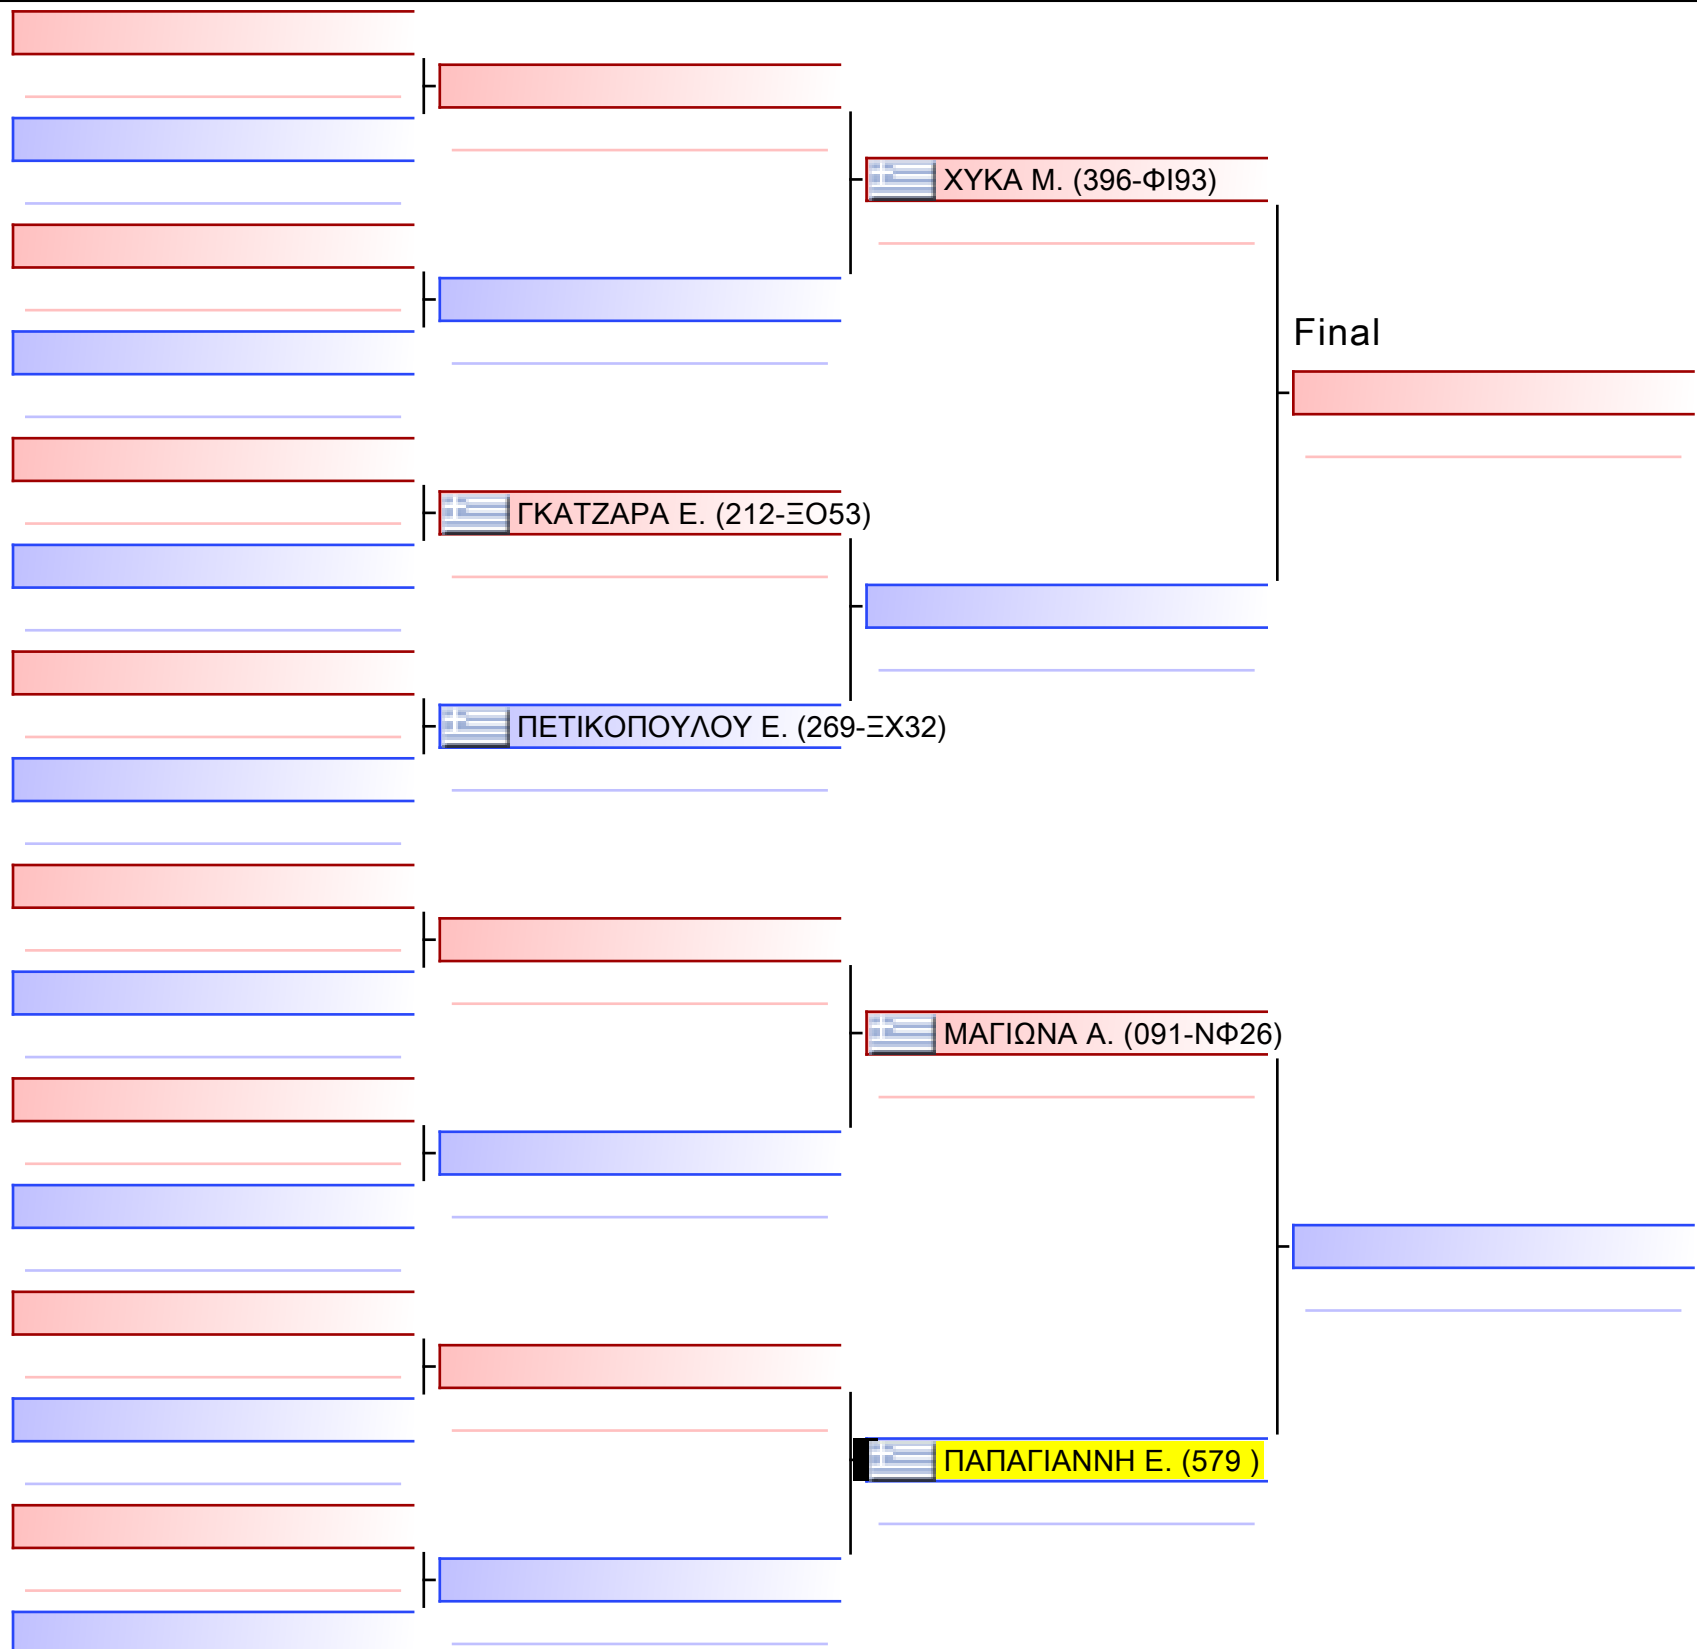 ΧΥΚΑ Μ. (396-ΦΙ93)
Final
ΓΚΑΤΖΑΡΑ Ε. (212-ΞΟ53)
ΠΕΤΙΚΟΠΟΥΛΟΥ Ε. (269-ΞΧ32)
ΜΑΓΙΩΝΑ Α. (091-ΝΦ26)
ΠΑΠΑΓΙΑΝΝΗ Ε. (579 )